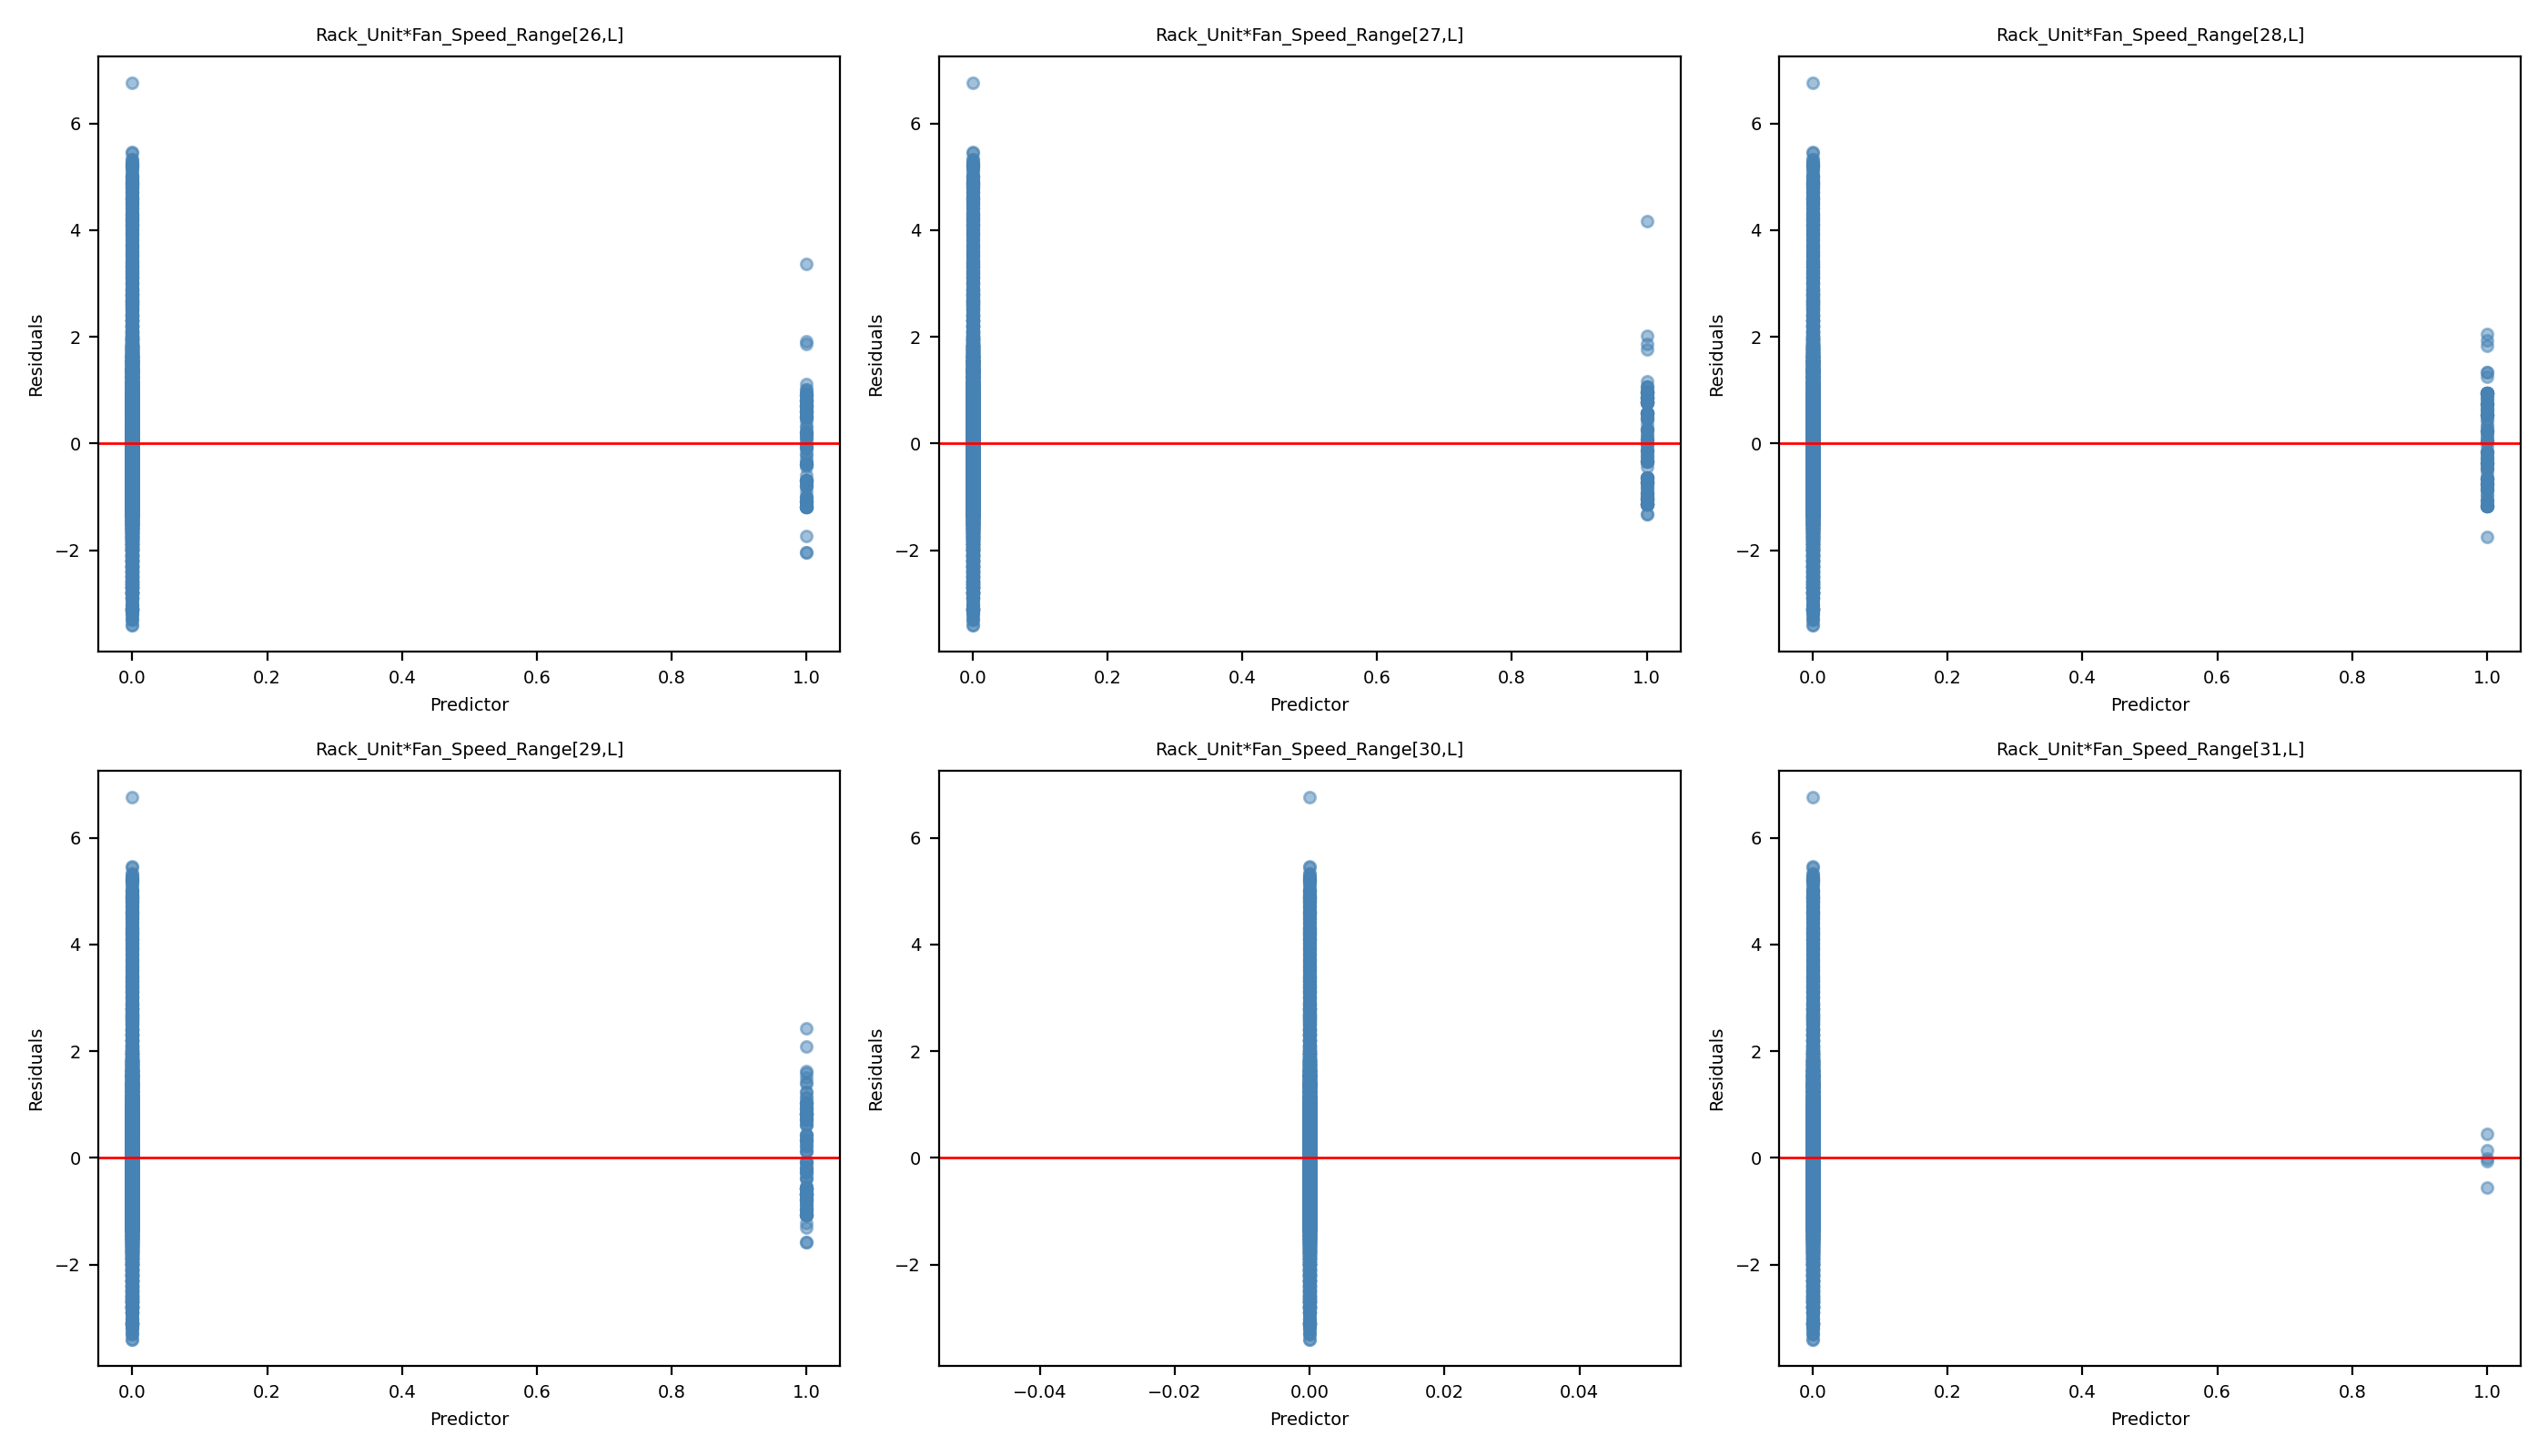 Rack_Unit*Fan_Speed_Range[26,L]
Residuals
6
4
2
0
−2
0.0 0.2 0.4 0.6 0.8 1.0
Predictor
Rack_Unit*Fan_Speed_Range[27,L]
Residuals
6
4
2
0
−2
0.0 0.2 0.4 0.6 0.8 1.0
Predictor
Rack_Unit*Fan_Speed_Range[28,L]
Residuals
6
4
2
0
−2
0.0 0.2 0.4 0.6 0.8 1.0
Predictor
Rack_Unit*Fan_Speed_Range[29,L]
Residuals
6
4
2
0
−2
0.0 0.2 0.4 0.6 0.8 1.0
Predictor
Rack_Unit*Fan_Speed_Range[30,L]
Residuals
6
4
2
0
−2
−0.04 −0.02 0.00 0.02 0.04
Predictor
Rack_Unit*Fan_Speed_Range[31,L]
Residuals
6
4
2
0
−2
0.0 0.2 0.4 0.6 0.8 1.0
Predictor